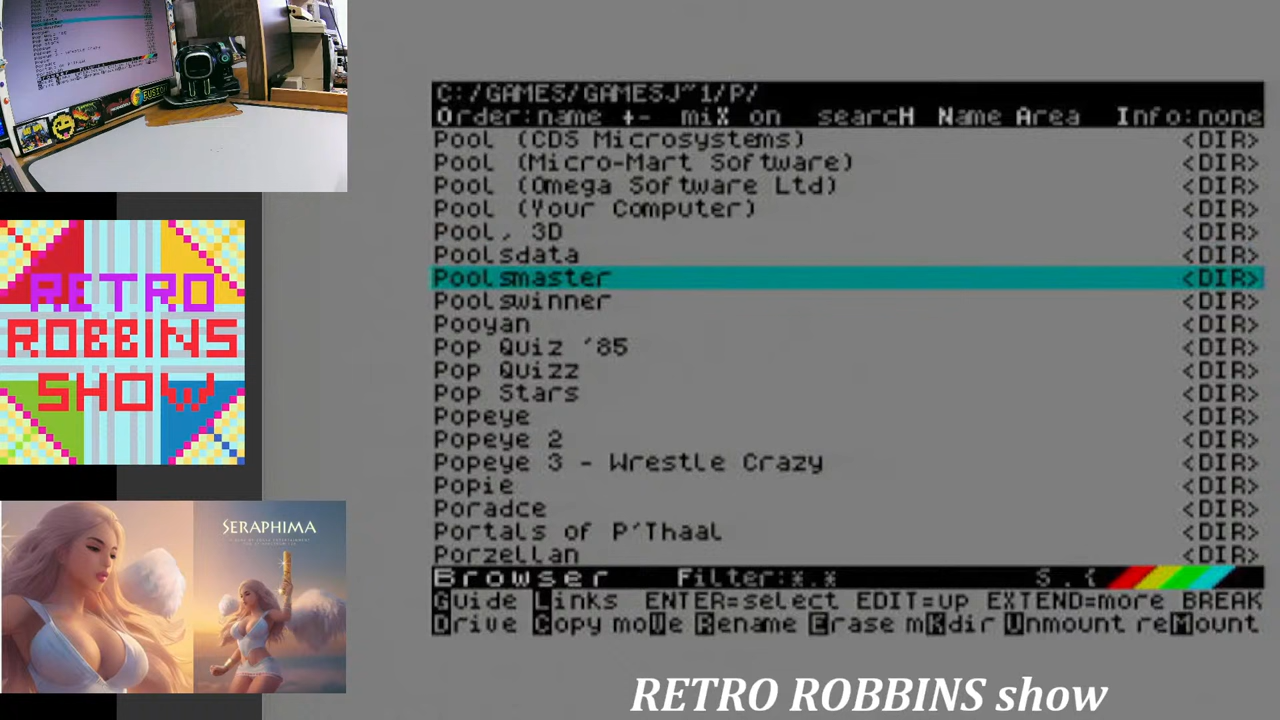 C:/GAMES/GAMESJ~1/P/
Order:name +- miX on searcH Name Area Info:none
Pool (CDS Microsystems) <DIR>
Pool (Micro-Mart Software) <DIR>
Pool (Omega Software Ltd) <DIR>
Pool (Your Computer) <DIR>
Pool, 3D <DIR>
Poolsdata <DIR>
Poolsmaster <DIR>
Poolswinner <DIR>
Pooyan <DIR>
Pop Quiz '85 <DIR>
Pop Quizz <DIR>
Pop Stars <DIR>
Popeye <DIR>
Popeye 2 <DIR>
Popeye 3 - Wrestle Crazy <DIR>
Popie <DIR>
Poradce <DIR>
Portals of P'Thaal <DIR>
Porzellan <DIR>
Browser Filter:*.*
Guide Links ENTER=select EDIT=up EXTEND=more BREAK
Drive Copy moVe Rename Erase mKdir Unmount reMount
RETRO
ROBBINS
SHOW
SERAPHIMA
RETRO ROBBINS show